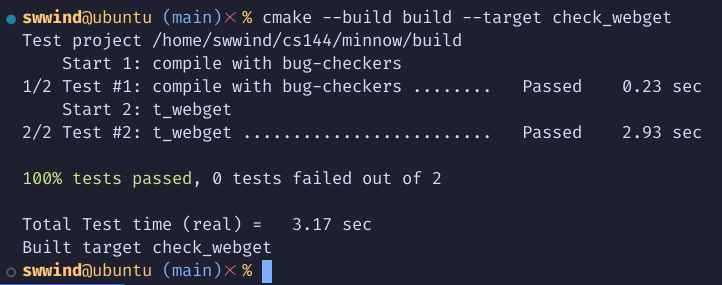 swwind@ubuntu (main)✕ % cmake --build build --target check_webget
Test project /home/swwind/cs144/minnow/build
    Start 1: compile with bug-checkers
1/2 Test #1: compile with bug-checkers ........   Passed    0.23 sec
    Start 2: t_webget
2/2 Test #2: t_webget .........................   Passed    2.93 sec

100% tests passed, 0 tests failed out of 2

Total Test time (real) =   3.17 sec
Built target check_webget
swwind@ubuntu (main)✕ %